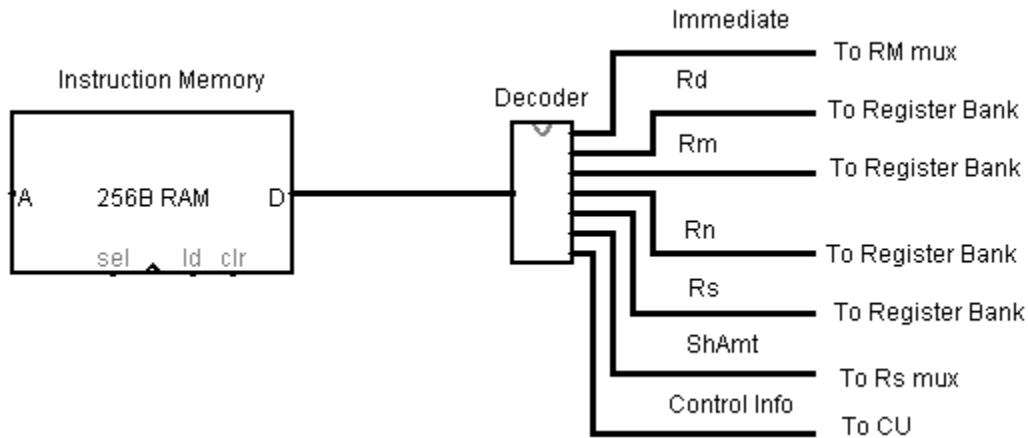 Immediate
To RM mux
Instruction Memory
Rd
Decoder
To Register Bank
Rm
To Register Bank
A 256B RAM D
Rn
sel ld clr
To Register Bank
Rs
To Register Bank
ShAmt
To Rs mux
Control Info
To CU